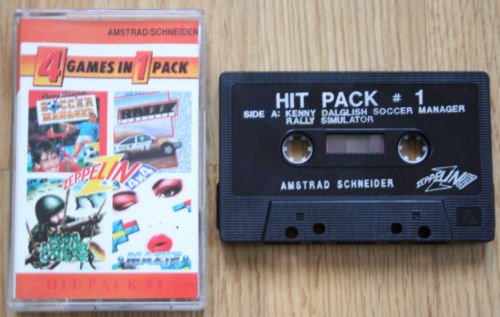 AMSTRAD/SCHNEIDER
4 GAMES IN 1 PACK
SOCCER
MANAGER
RALLY
ZEPPELIN
HIT PACK #1
HIT PACK # 1
SIDE A: KENNY DALGLISH SOCCER MANAGER
RALLY SIMULATOR
AMSTRAD SCHNEIDER
ZEPPELIN